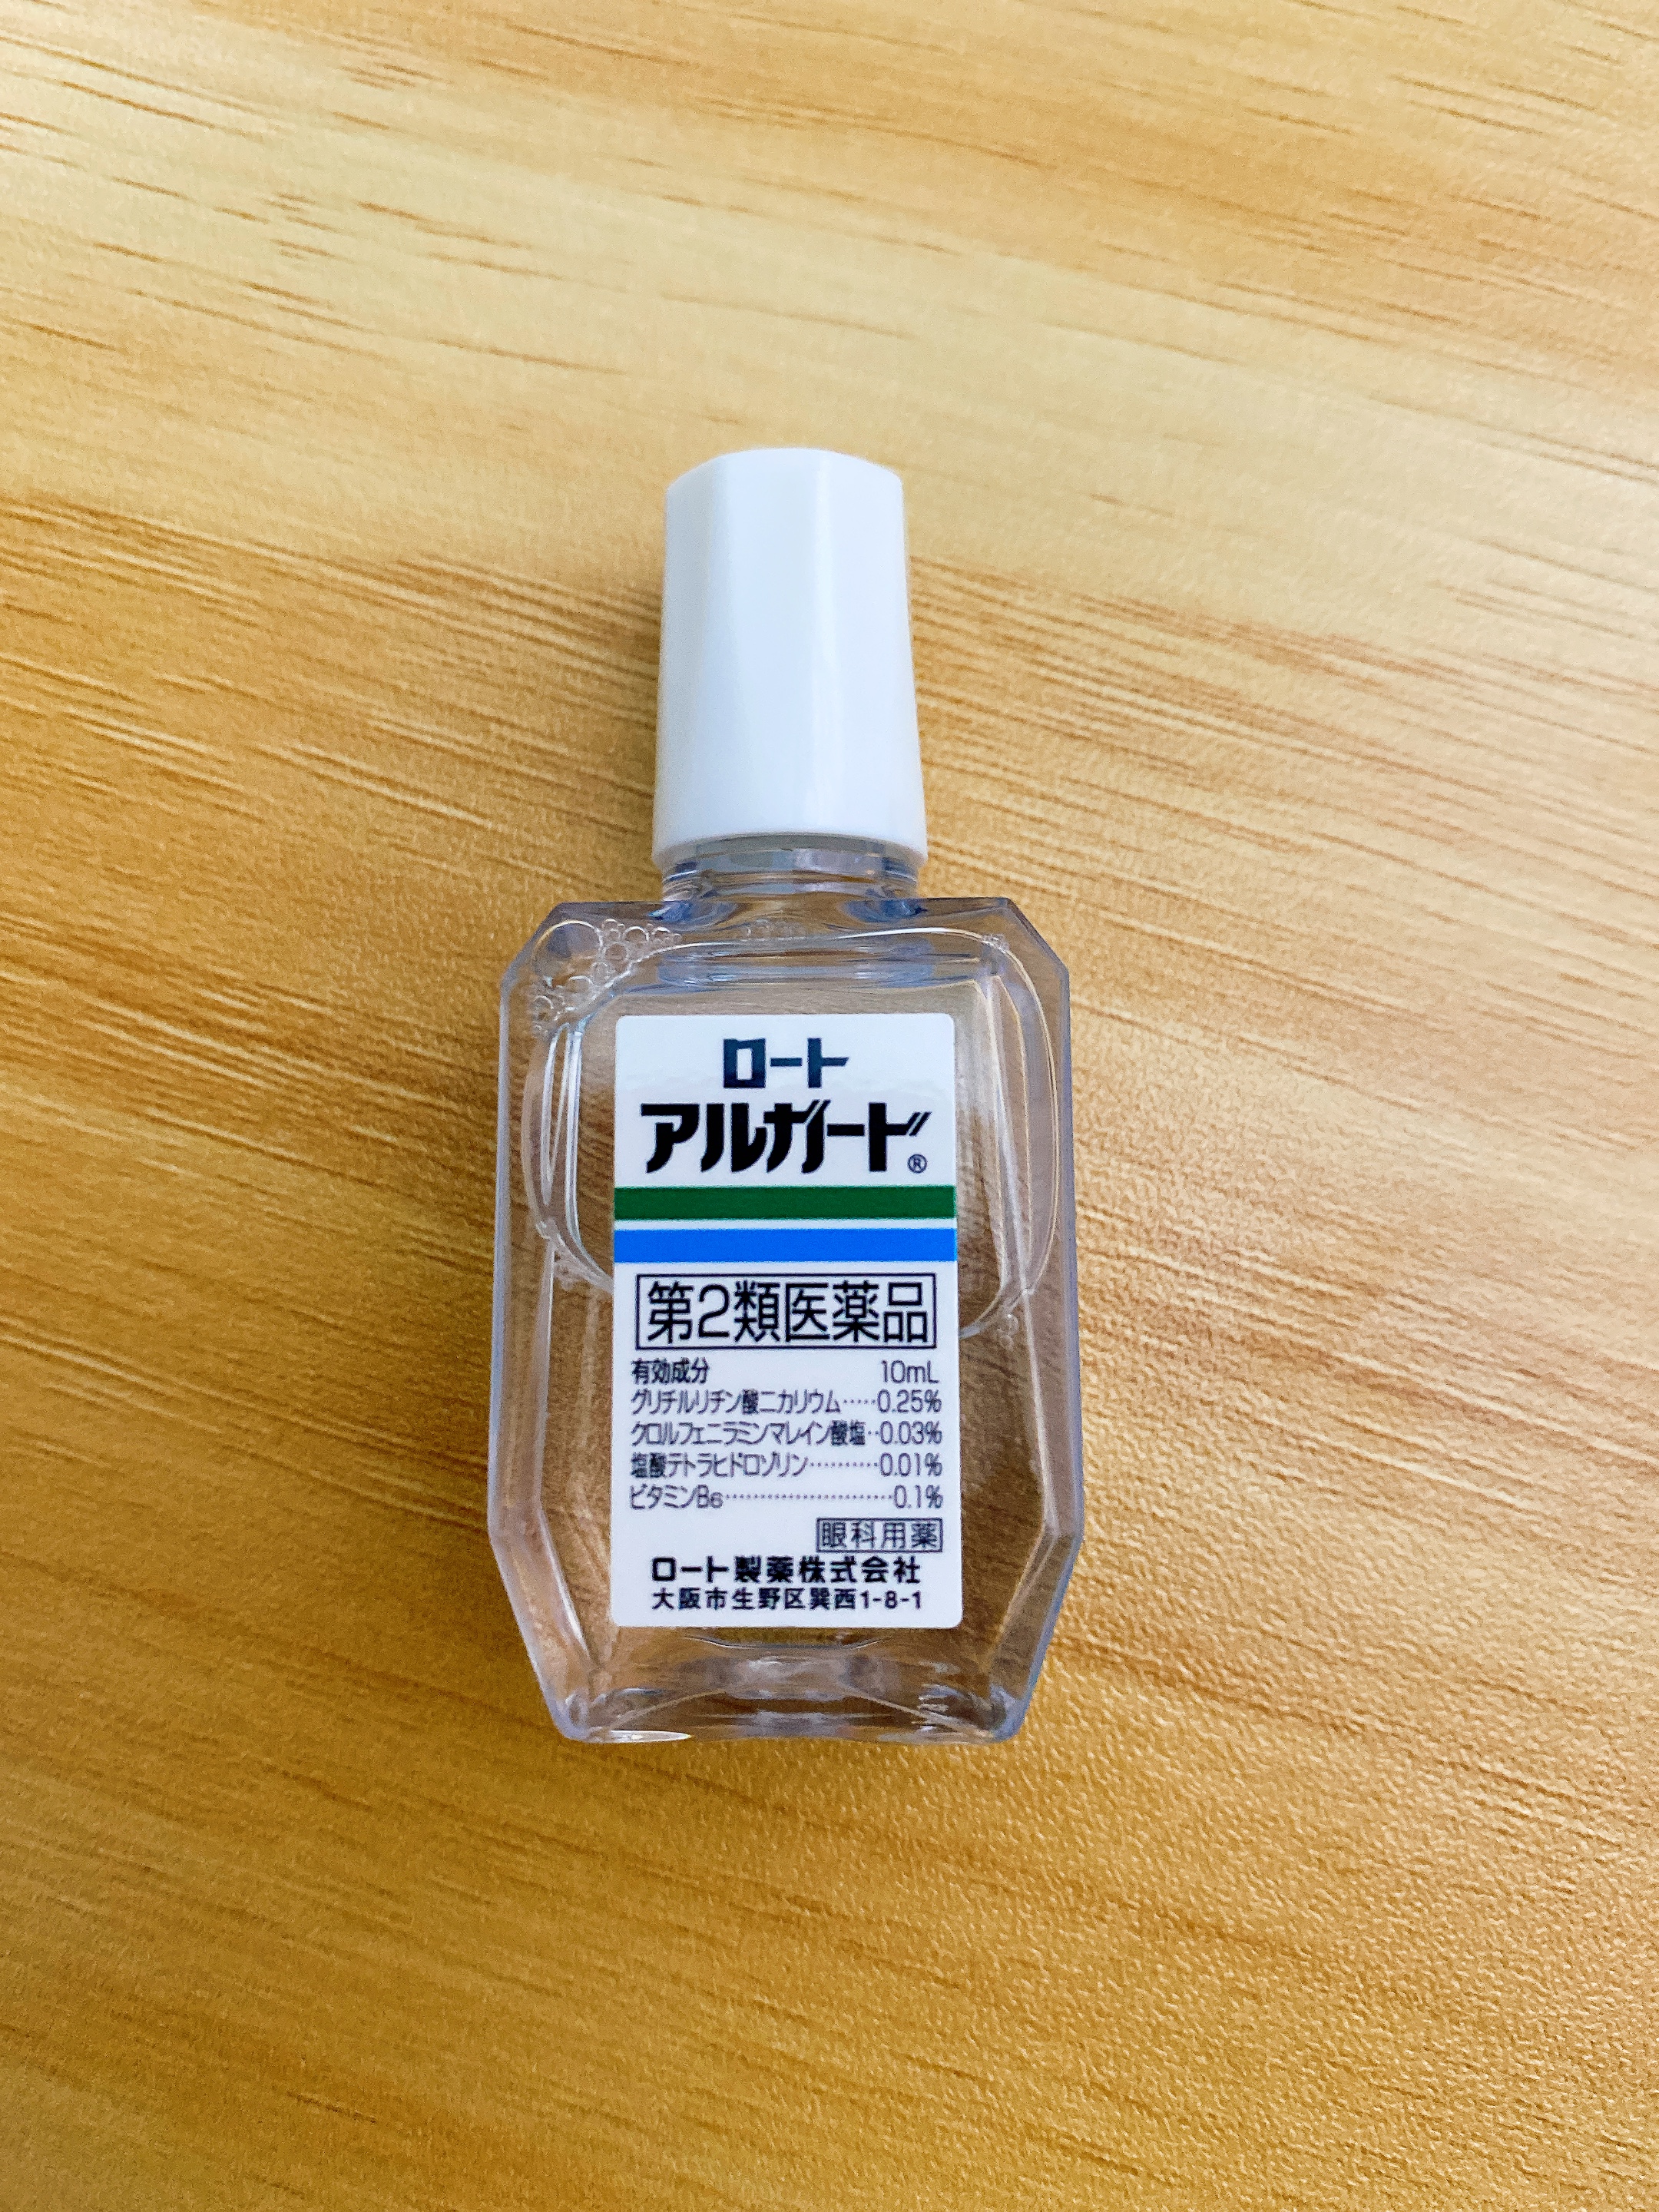 ロート
アルガード®
第2類医薬品
有効成分 10mL
グリチルリチン酸二カリウム‥‥‥0.25%
クロルフェニラミンマレイン酸塩‥0.03%
塩酸テトラヒドロゾリン‥‥‥‥‥0.01%
ビタミンB6‥‥‥‥‥‥‥‥‥‥‥0.1%
眼科用薬
ロート製薬株式会社
大阪市生野区巽西1-8-1